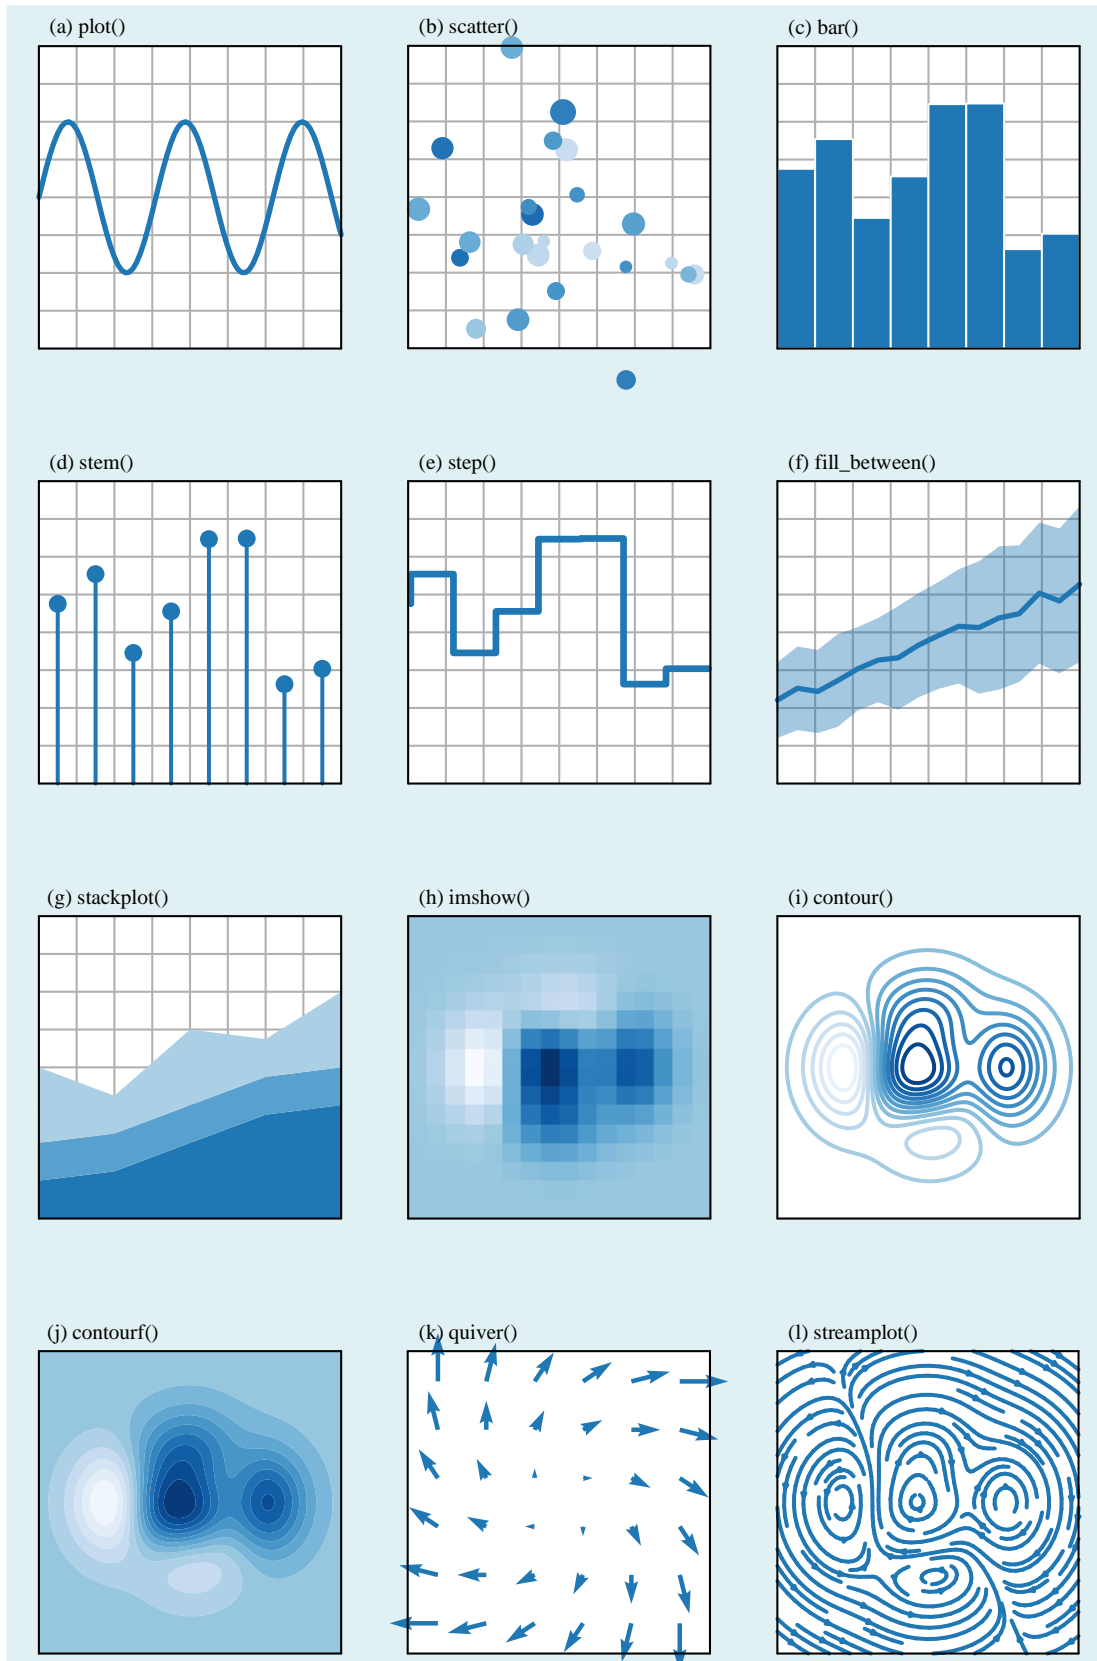 (a) plot()
(b) scatter()
(c) bar()
(d) stem()
(e) step()
(f) fill_between()
(g) stackplot()
(h) imshow()
(i) contour()
(j) contourf()
(k) quiver()
(l) streamplot()